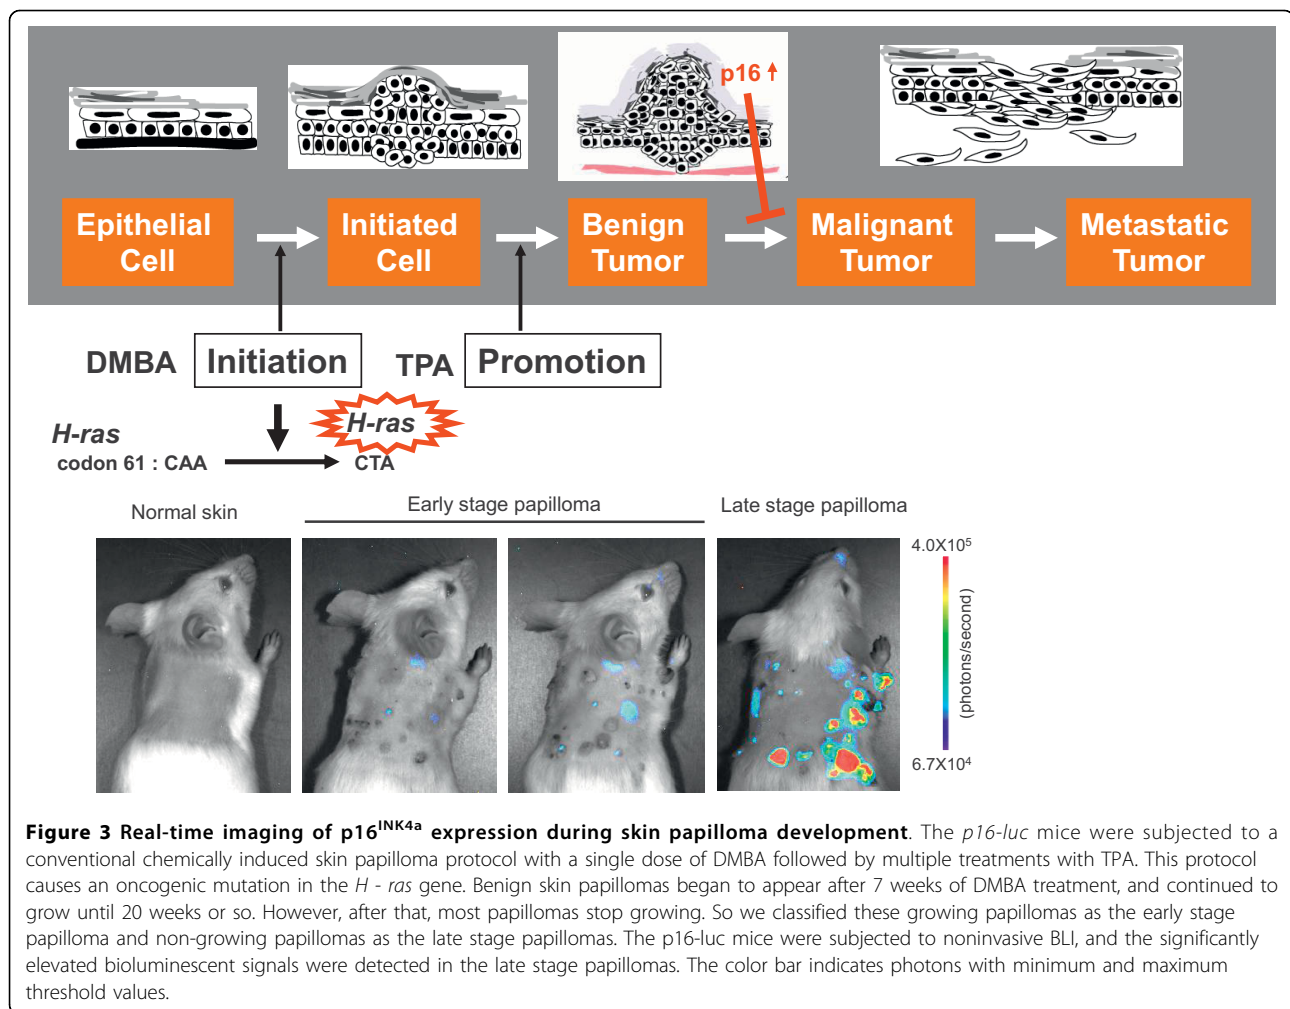 p16 ↑
Epithelial
Cell
Initiated
Cell
Benign
Tumor
Malignant
Tumor
Metastatic
Tumor
DMBA
Initiation
TPA
Promotion
H-ras
H-ras
codon 61 : CAA
CTA
Normal skin
Early stage papilloma
Late stage papilloma
4.0X10⁵
(photons/second)
6.7X10⁴
Figure 3 Real-time imaging of p16^INK4a expression during skin papilloma development. The p16-luc mice were subjected to a
conventional chemically induced skin papilloma protocol with a single dose of DMBA followed by multiple treatments with TPA. This protocol
causes an oncogenic mutation in the H - ras gene. Benign skin papillomas began to appear after 7 weeks of DMBA treatment, and continued to
grow until 20 weeks or so. However, after that, most papillomas stop growing. So we classified these growing papillomas as the early stage
papilloma and non-growing papillomas as the late stage papillomas. The p16-luc mice were subjected to noninvasive BLI, and the significantly
elevated bioluminescent signals were detected in the late stage papillomas. The color bar indicates photons with minimum and maximum
threshold values.